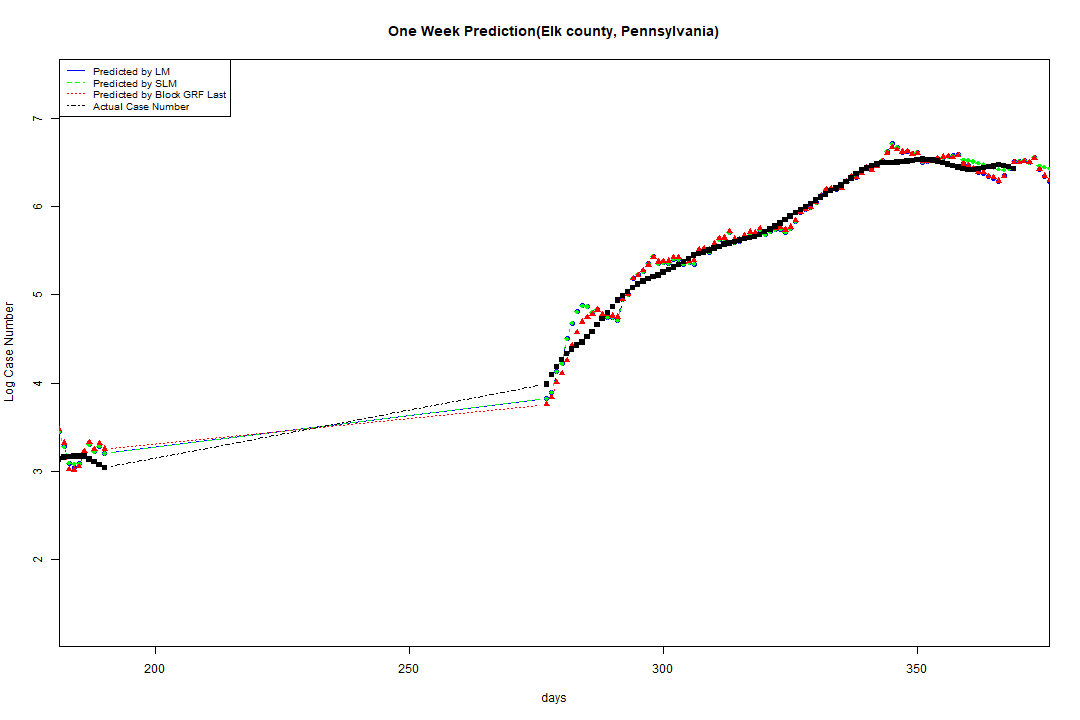 One Week Prediction(Elk county, Pennsylvania)
Predicted by LM
Predicted by SLM
Predicted by Block GRF Last
Actual Case Number
7
6
5
4
3
2
Log Case Number
200 250 300 350
days